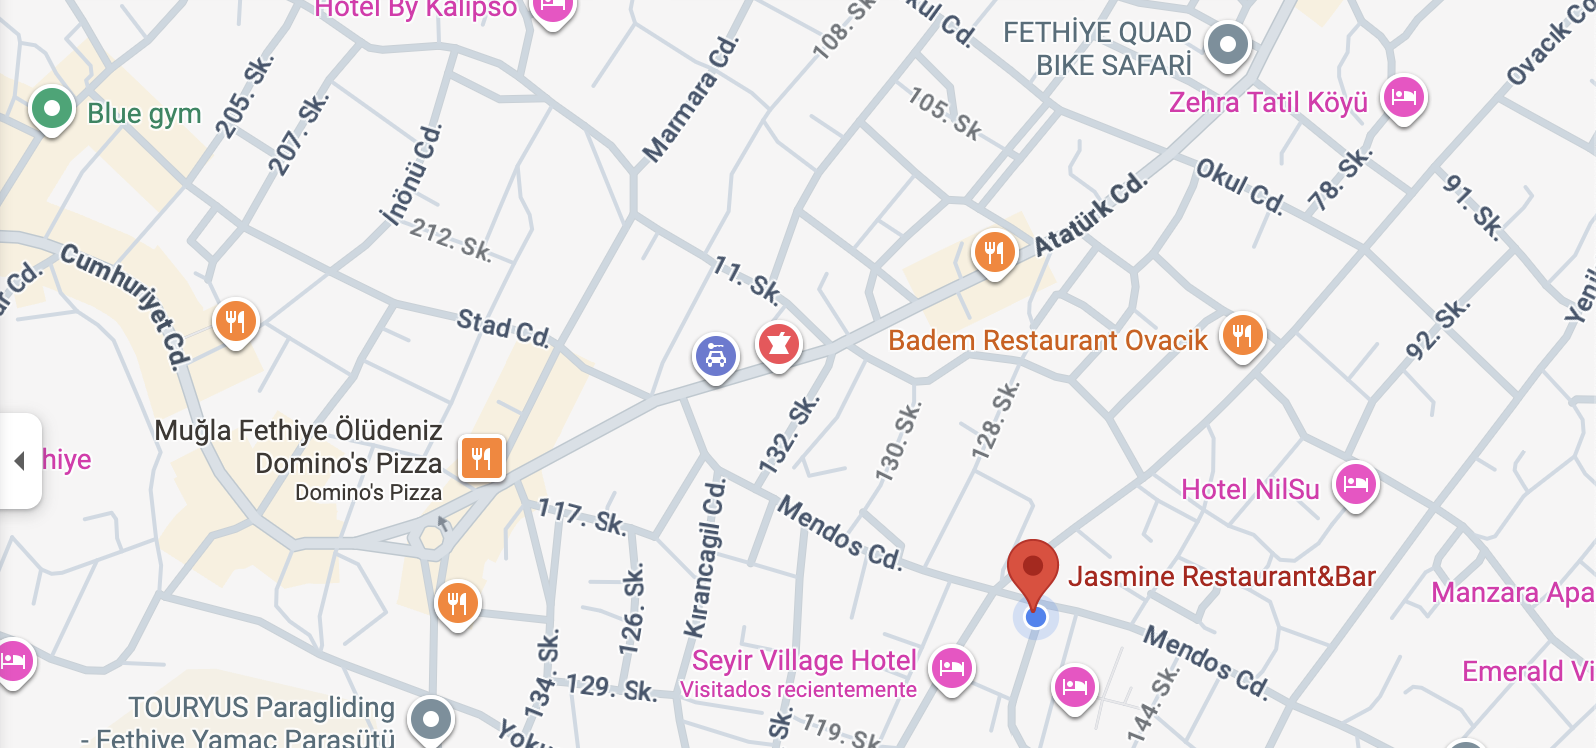 Hotel By Kalipso
108. Sk.
Okul Cd.
FETHİYE QUAD
BIKE SAFARİ
Ovacık Cd.
Blue gym
205. Sk.
207. Sk.
İnönü Cd.
Marmara Cd.
105. Sk
Zehra Tatil Köyü
Okul Cd.
78. Sk.
91. Sk.
212. Sk.
Atatürk Cd.
Cumhuriyet Cd.
11. Sk.
Stad Cd.
Badem Restaurant Ovacik
92. Sk.
Muğla Fethiye Ölüdeniz
Domino's Pizza
Domino's Pizza
hiye
132. Sk.
130. Sk.
128. Sk.
Hotel NilSu
117. Sk.
Kırancagil Cd.
Mendos Cd.
126. Sk.
Jasmine Restaurant&Bar
Manzara Apa
134. Sk.
Seyir Village Hotel
Visitados recientemente
Mendos Cd.
Emerald Vi
129. Sk.
144. Sk.
TOURYUS Paragliding
- Fethiye Yamaç Paraşütü
Sk.
119. Sk.